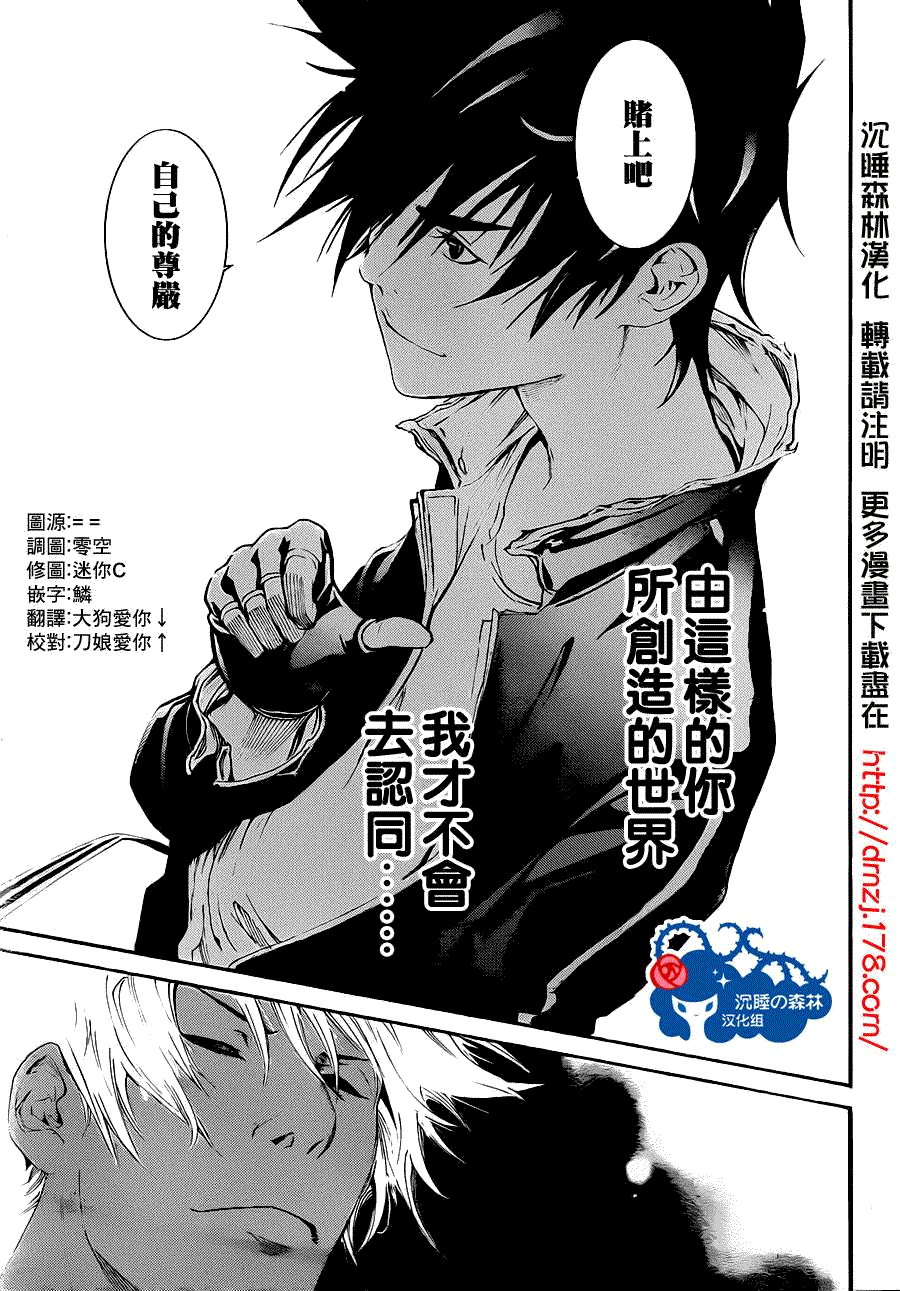 賭上吧
自己的尊嚴
由這樣的你
所創造的世界
我才不會
去認同……
圖源:= =
調圖:零空
修圖:迷你C
嵌字:鱗
翻譯:大狗愛你↓
校對:刀娘愛你↑
沉睡の森林
汉化组
沉睡森林漢化 轉載請注明 更多漫畫下載盡在 http://dmzj.178.com/